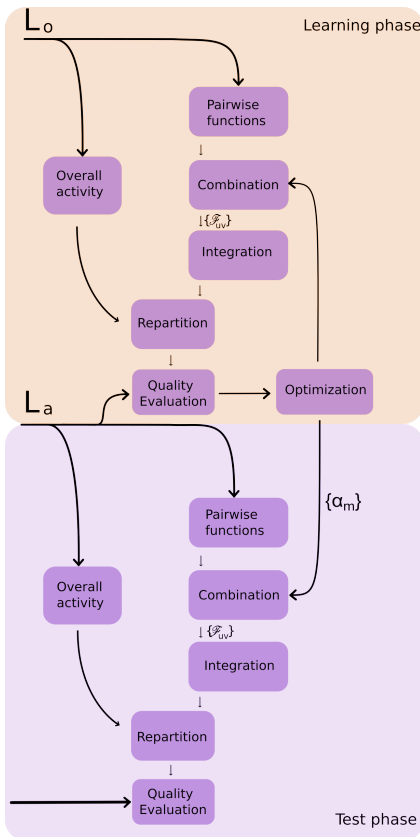 Lo
Learning phase
Pairwise
functions
Overall
activity
Combination
{ℱuv}
Integration
Repartition
Quality
Evaluation
Optimization
La
Pairwise
functions
{αm}
Overall
activity
Combination
{ℱuv}
Integration
Repartition
Quality
Evaluation
Test phase